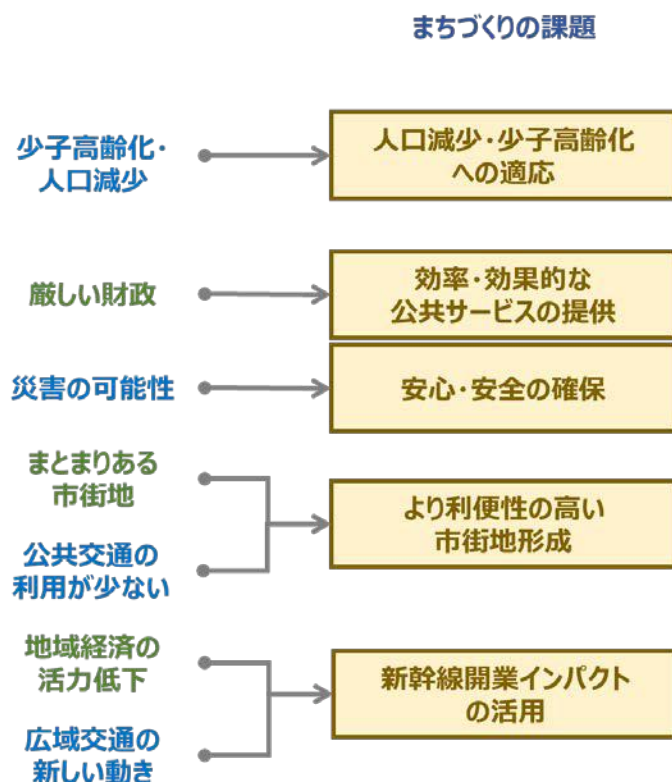 まちづくりの課題
少子高齢化・
人口減少
人口減少・少子高齢化
への適応
厳しい財政
効率・効果的な
公共サービスの提供
災害の可能性
安心・安全の確保
まとまりある
市街地
公共交通の
利用が少ない
より利便性の高い
市街地形成
地域経済の
活力低下
広域交通の
新しい動き
新幹線開業インパクト
の活用